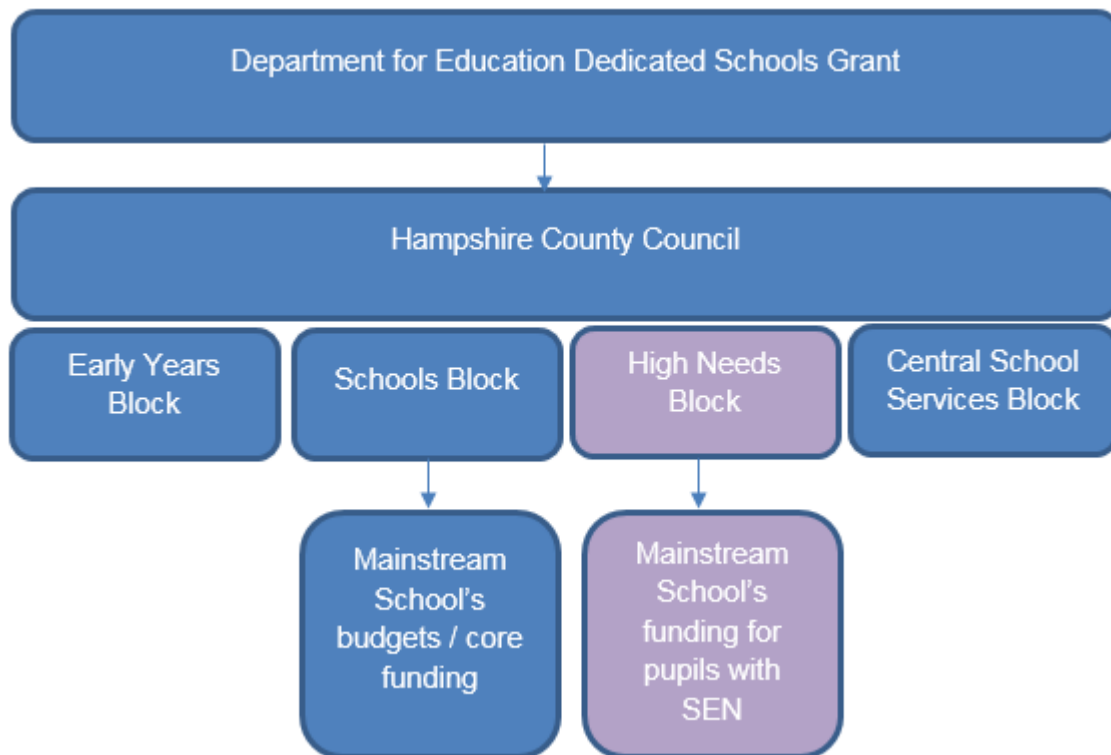 Department for Education Dedicated Schools Grant
Hampshire County Council
Early Years
Block
Schools Block
High Needs
Block
Central School
Services Block
Mainstream
School’s
budgets / core
funding
Mainstream
School’s
funding for
pupils with
SEN